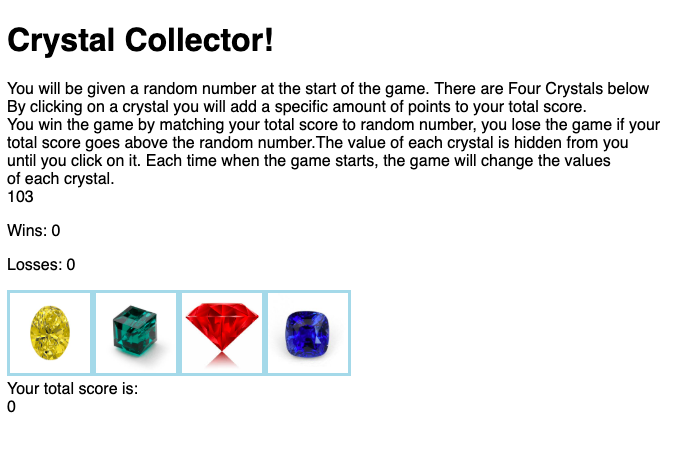 Crystal Collector!
You will be given a random number at the start of the game. There are Four Crystals below
By clicking on a crystal you will add a specific amount of points to your total score.
You win the game by matching your total score to random number, you lose the game if your
total score goes above the random number.The value of each crystal is hidden from you
until you click on it. Each time when the game starts, the game will change the values
of each crystal.
103
Wins: 0
Losses: 0
Your total score is:
0